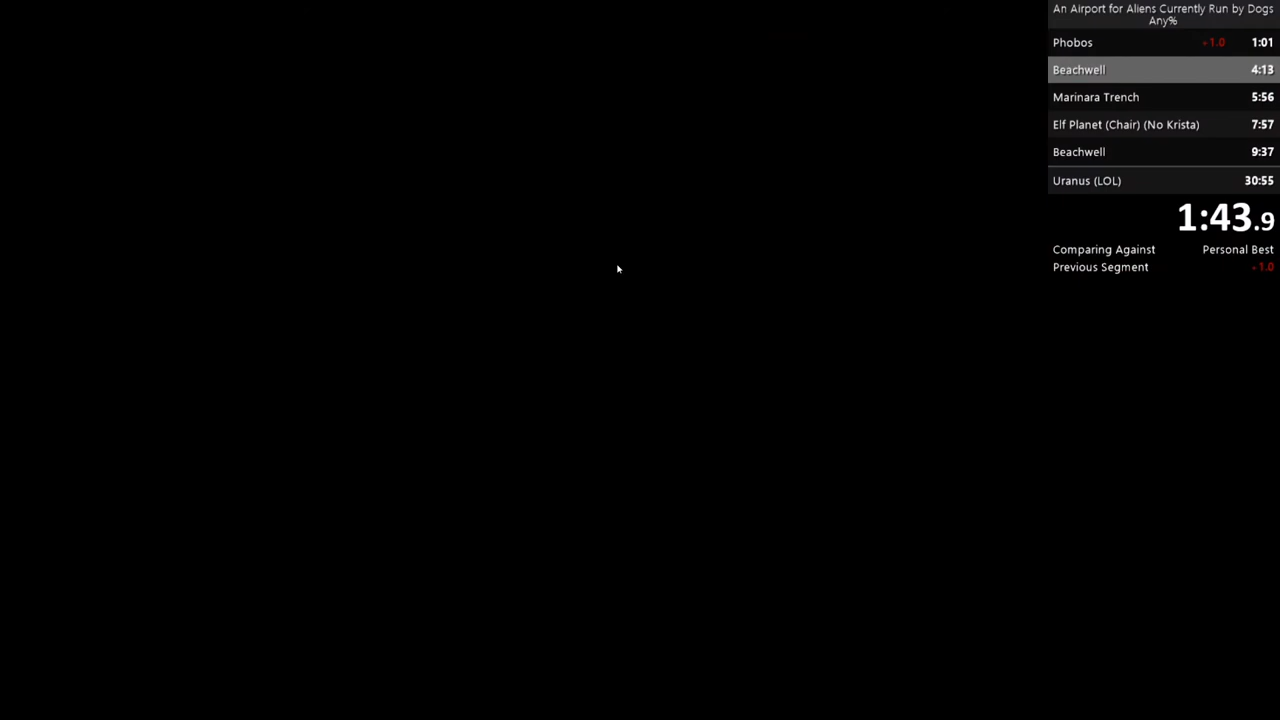 An Airport for Aliens Currently Run by Dogs
Any%
Phobos +1.0 1:01
Beachwell 4:13
Marinara Trench 5:56
Elf Planet (Chair) (No Krista) 7:57
Beachwell 9:37
Uranus (LOL) 30:55
1:43.9
Comparing Against Personal Best
Previous Segment +1.0